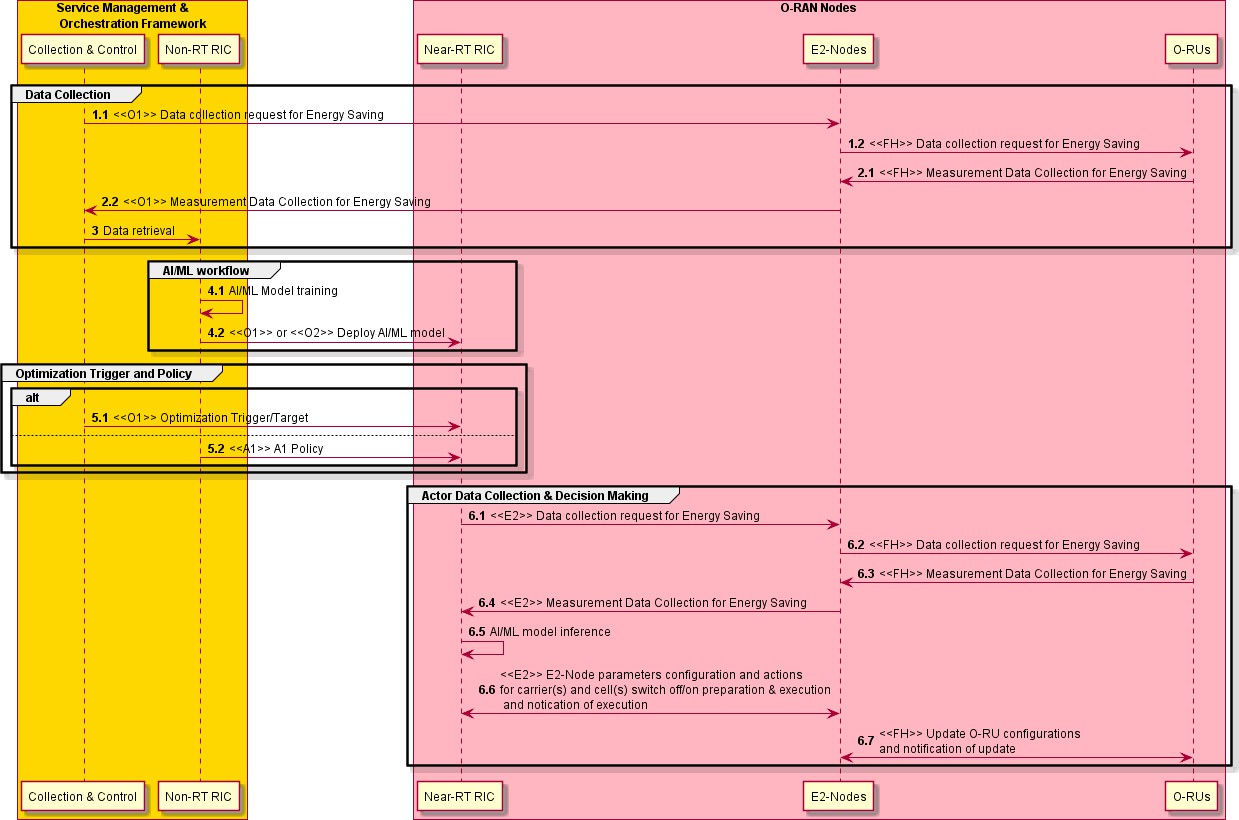 Service Management &
Orchestration Framework
O-RAN Nodes
Collection & Control
Non-RT RIC
Near-RT RIC
E2-Nodes
O-RUs
Data Collection
1.1 <<O1>> Data collection request for Energy Saving
1.2 <<FH>> Data collection request for Energy Saving
2.1 <<FH>> Measurement Data Collection for Energy Saving
2.2 <<O1>> Measurement Data Collection for Energy Saving
3 Data retrieval
AI/ML workflow
4.1 AI/ML Model training
4.2 <<O1>> or <<O2>> Deploy AI/ML model
Optimization Trigger and Policy
alt
5.1 <<O1>> Optimization Trigger/Target
5.2 <<A1>> A1 Policy
Actor Data Collection & Decision Making
6.1 <<E2>> Data collection request for Energy Saving
6.2 <<FH>> Data collection request for Energy Saving
6.3 <<FH>> Measurement Data Collection for Energy Saving
6.4 <<E2>> Measurement Data Collection for Energy Saving
6.5 AI/ML model inference
<<E2>> E2-Node parameters configuration and actions
6.6 for carrier(s) and cell(s) switch off/on preparation & execution
and notication of execution
6.7 <<FH>> Update O-RU configurations
and notification of update
Collection & Control
Non-RT RIC
Near-RT RIC
E2-Nodes
O-RUs